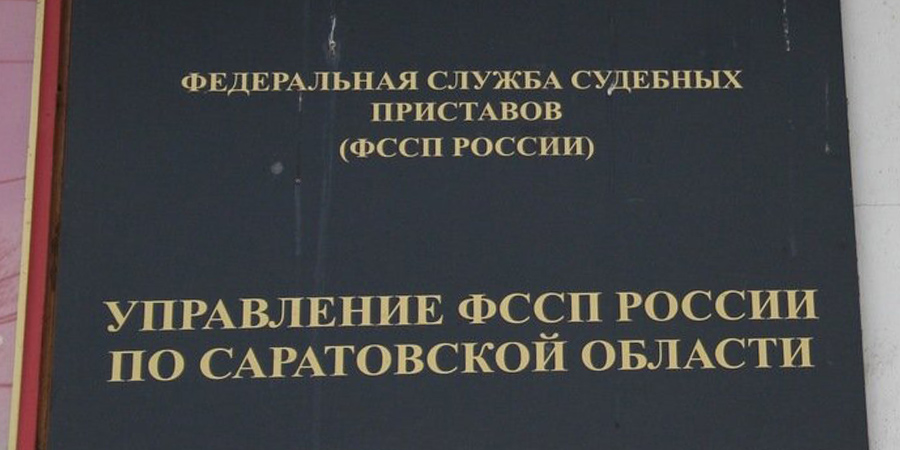 ФЕДЕРАЛЬНАЯ СЛУЖБА СУДЕБНЫХ
ПРИСТАВОВ
(ФССП РОССИИ)
УПРАВЛЕНИЕ ФССП РОССИИ
ПО САРАТОВСКОЙ ОБЛАСТИ